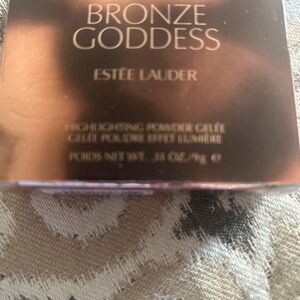 BRONZE
GODDESS
ESTĒE LAUDER
HIGHLIGHTING POWDER GELÉE
GELÉE POUDRE EFFET LUMIÈRE
POIDS NET WT. .31 OZ./9g ℮